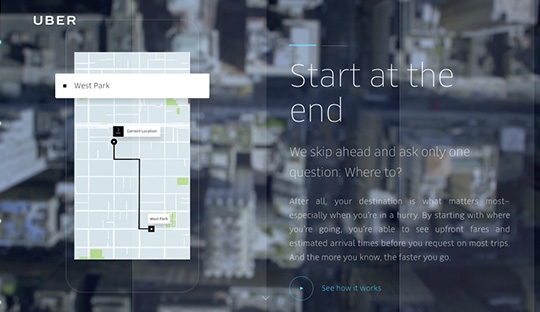 UBER
West Park
Current Location
West Park
Start at the
end
We skip ahead and ask only one
question: Where to?
After all, your destination is what matters most–
especially when you're in a hurry. By starting with where
you're going, you're able to see upfront fares and
estimated arrival times before you request on most trips.
And the more you know, the faster you go.
See how it works